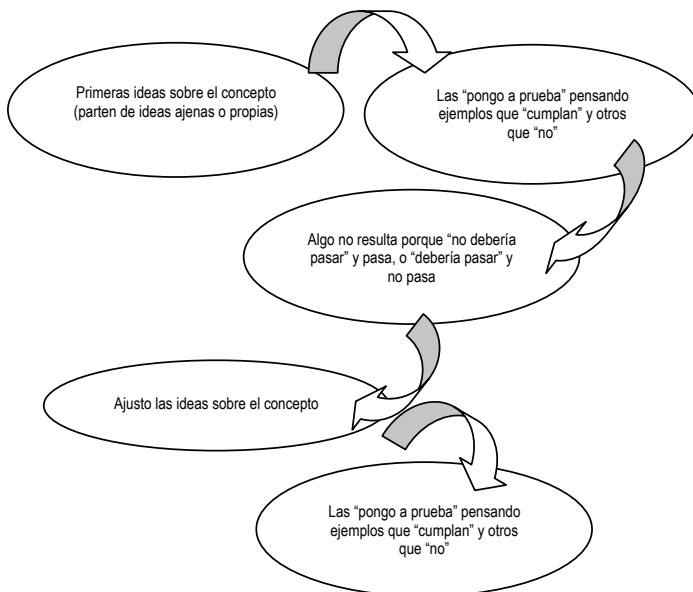 Primeras ideas sobre el concepto
(parten de ideas ajenas o propias)
Las “pongo a prueba” pensando
ejemplos que “cumplan” y otros
que “no”
Algo no resulta porque “no debería
pasar” y pasa, o “debería pasar” y
no pasa
Ajusto las ideas sobre el concepto
Las “pongo a prueba” pensando
ejemplos que “cumplan” y otros
que “no”